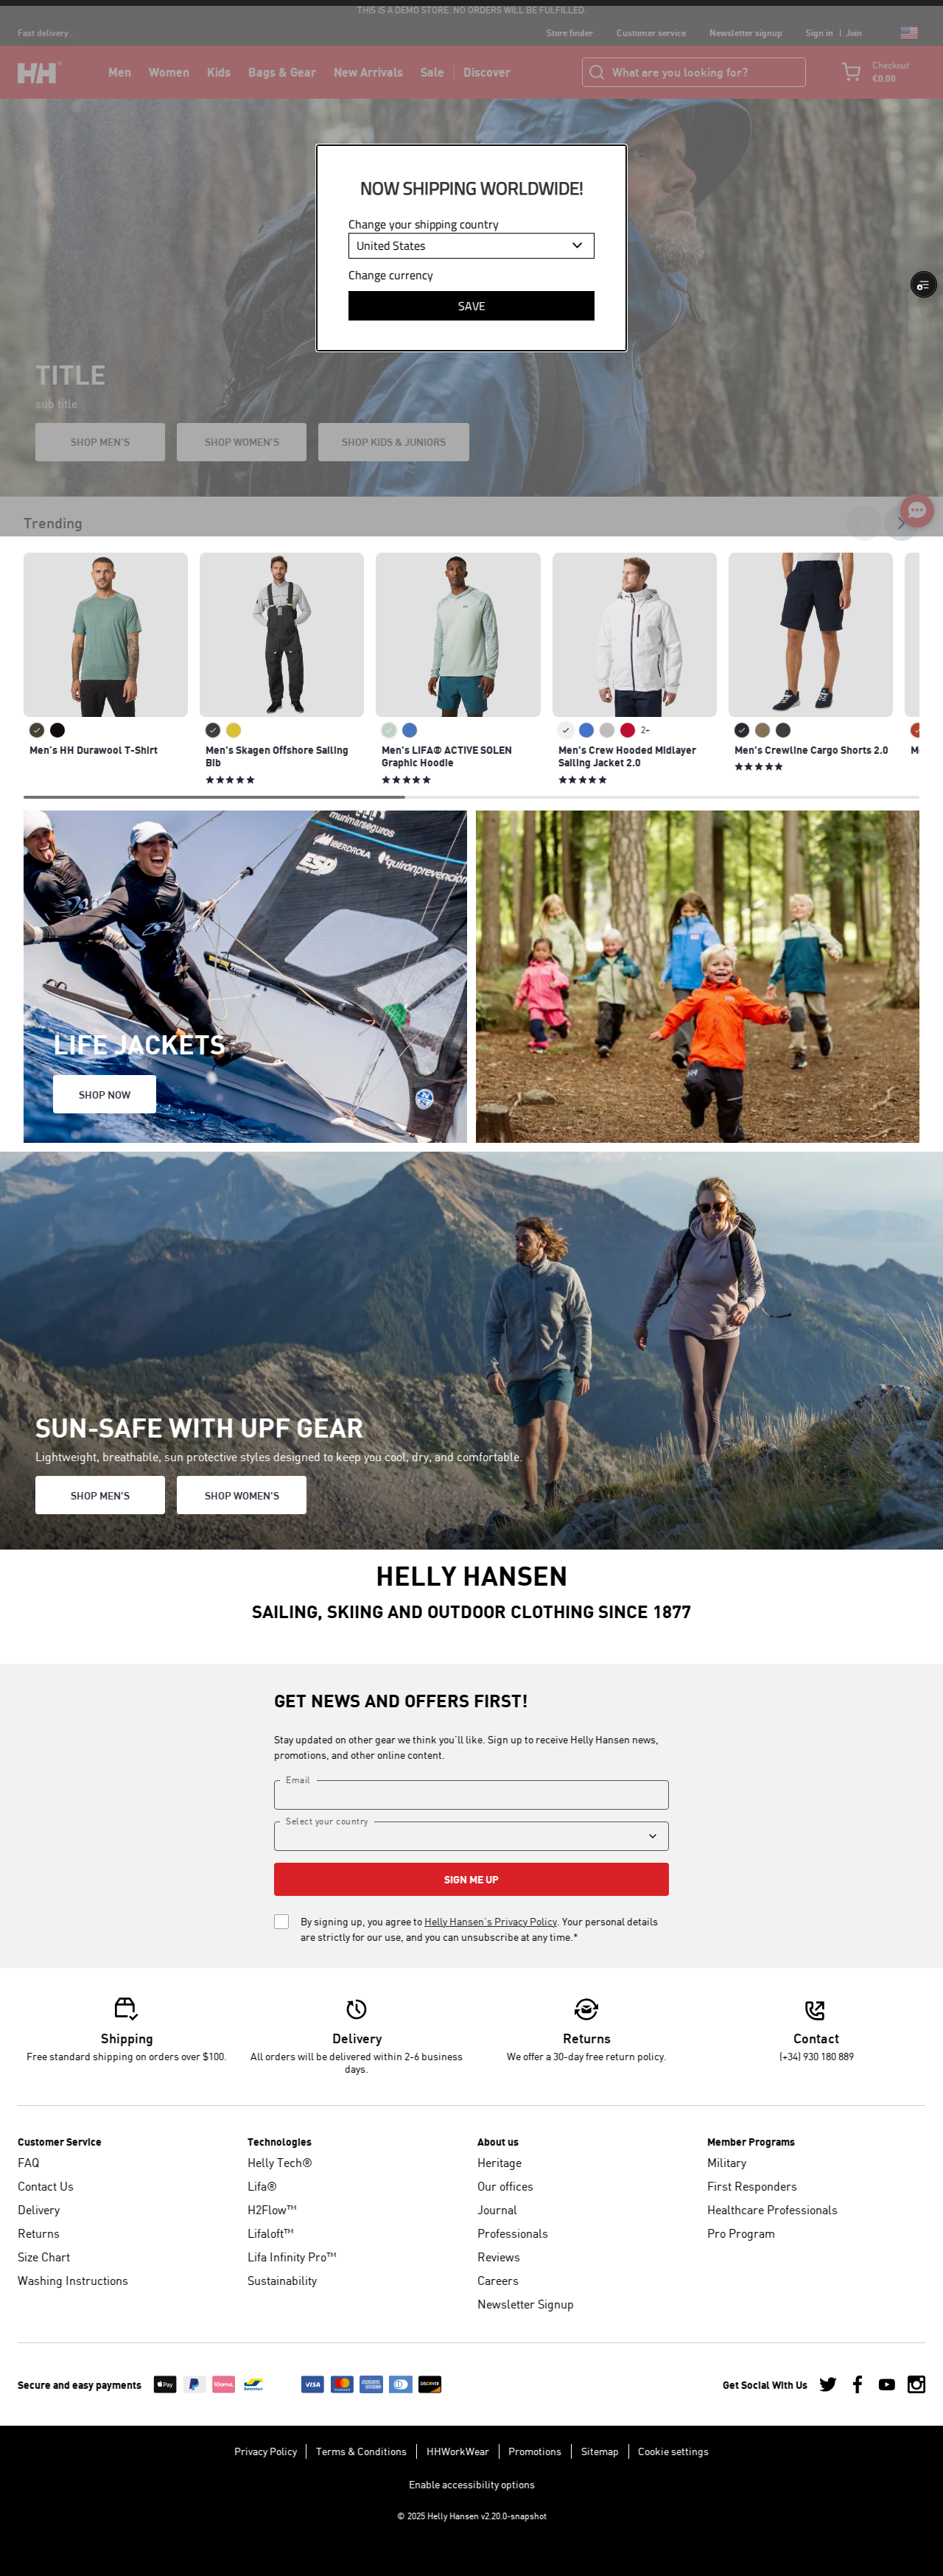 THIS IS A DEMO STORE. NO ORDERS WILL BE FULFILLED.
Fast delivery .
Store finder
Customer service
Newsletter signup
Sign in | Join
HH®
Men
Women
Kids
Bags & Gear
New Arrivals
Sale
Discover
What are you looking for?
Checkout
€0.00
NOW SHIPPING WORLDWIDE!
Change your shipping country
United States
Change currency
SAVE
TITLE
sub title
SHOP MEN'S
SHOP WOMEN'S
SHOP KIDS & JUNIORS
Trending
2+
Men's HH Durawool T-Shirt
Men's Skagen Offshore Sailing
Bib
Men's LIFA® ACTIVE SOLEN
Graphic Hoodie
Men's Crew Hooded Midlayer
Sailing Jacket 2.0
Men's Crewline Cargo Shorts 2.0
murimarseguros
IBERDROLA
quironprevención
ESP
LIFE JACKETS
SHOP NOW
SUN-SAFE WITH UPF GEAR
Lightweight, breathable, sun protective styles designed to keep you cool, dry, and comfortable.
SHOP MEN'S
SHOP WOMEN'S
HELLY HANSEN
SAILING, SKIING AND OUTDOOR CLOTHING SINCE 1877
GET NEWS AND OFFERS FIRST!
Stay updated on other gear we think you'll like. Sign up to receive Helly Hansen news,
promotions, and other online content.
Email
Select your country
SIGN ME UP
By signing up, you agree to Helly Hansen's Privacy Policy. Your personal details
are strictly for our use, and you can unsubscribe at any time.*
Shipping
Free standard shipping on orders over $100.
Delivery
All orders will be delivered within 2-6 business
days.
Returns
We offer a 30-day free return policy.
Contact
(+34) 930 180 889
Customer Service
FAQ
Contact Us
Delivery
Returns
Size Chart
Washing Instructions
Technologies
Helly Tech®
Lifa®
H2Flow™
Lifaloft™
Lifa Infinity Pro™
Sustainability
About us
Heritage
Our offices
Journal
Professionals
Reviews
Careers
Newsletter Signup
Member Programs
Military
First Responders
Healthcare Professionals
Pro Program
Secure and easy payments
Pay
Klarna.
VISA
DISCOVER
Get Social With Us
Privacy Policy
Terms & Conditions
HHWorkWear
Promotions
Sitemap
Cookie settings
Enable accessibility options
© 2025 Helly Hansen v2.20.0-snapshot